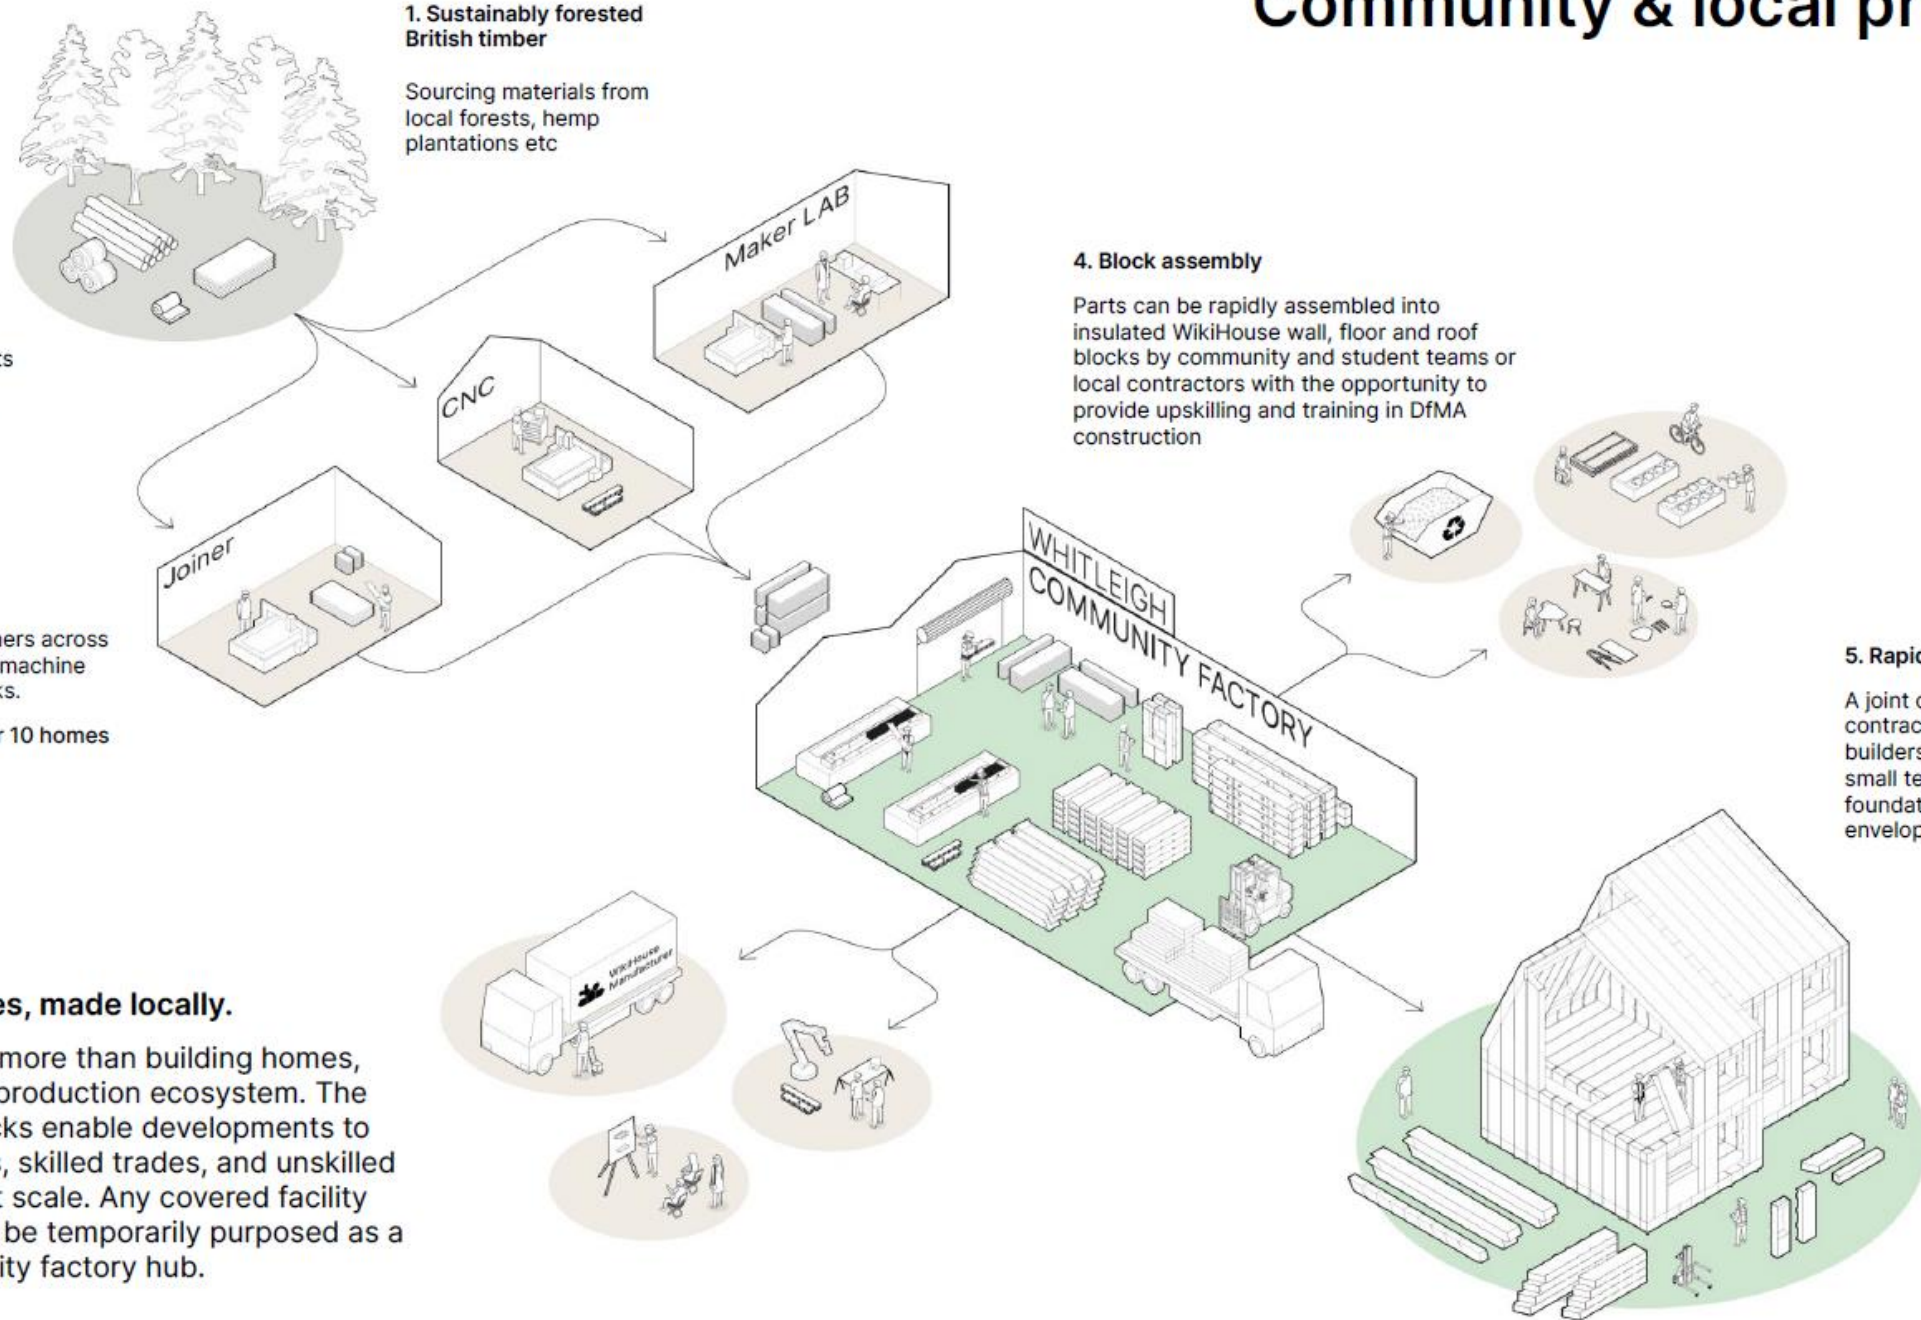 Community & local pr
1. Sustainably forested
British timber
Sourcing materials from
local forests, hemp
plantations etc
Maker LAB
CNC
Joiner
4. Block assembly
Parts can be rapidly assembled into
insulated WikiHouse wall, floor and roof
blocks by community and student teams or
local contractors with the opportunity to
provide upskilling and training in DfMA
construction
ts
ners across
machine
ks.
r 10 homes
WHITLEIGH
COMMUNITY FACTORY
5. Rapid
A joint
contrac
builders
small te
foundat
envelop
WikiHouse
Manufacturer
es, made locally.
more than building homes,
production ecosystem. The
cks enable developments to
s, skilled trades, and unskilled
t scale. Any covered facility
be temporarily purposed as a
ity factory hub.